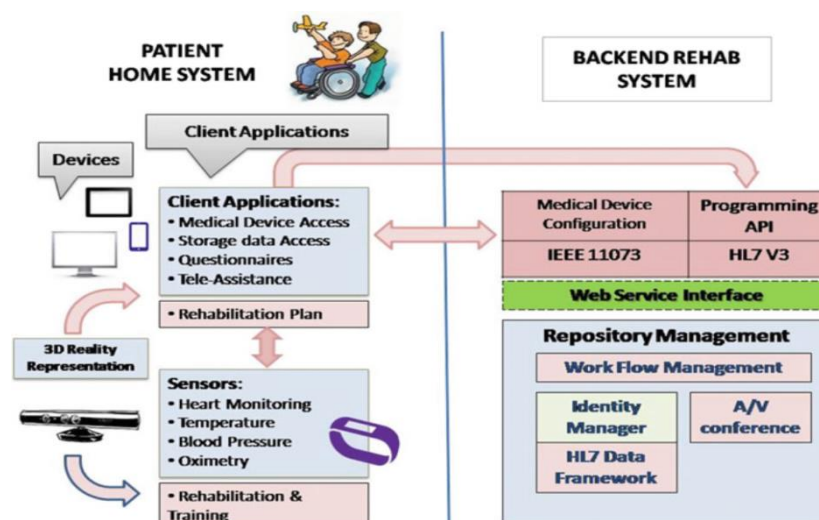 PATIENT
HOME SYSTEM
BACKEND REHAB
SYSTEM
Client Applications
Devices
Client Applications:
• Medical Device Access
• Storage data Access
• Questionnaires
• Tele-Assistance
• Rehabilitation Plan
3D Reality
Representation
Sensors:
• Heart Monitoring
• Temperature
• Blood Pressure
• Oximetry
• Rehabilitation &
Training
Medical Device
Configuration
Programming
API
IEEE 11073
HL7 V3
Web Service Interface
Repository Management
Work Flow Management
Identity
Manager
A/V
conference
HL7 Data
Framework